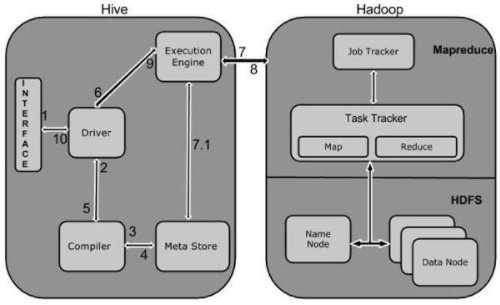 Hive
Hadoop
Execution
Engine
7
8
Job Tracker
Mapreduce
6
9
INTERFACE
1
10
Driver
2
7.1
Task Tracker
Map
Reduce
HDFS
5
Compiler
3
4
Meta Store
Name
Node
Data Node